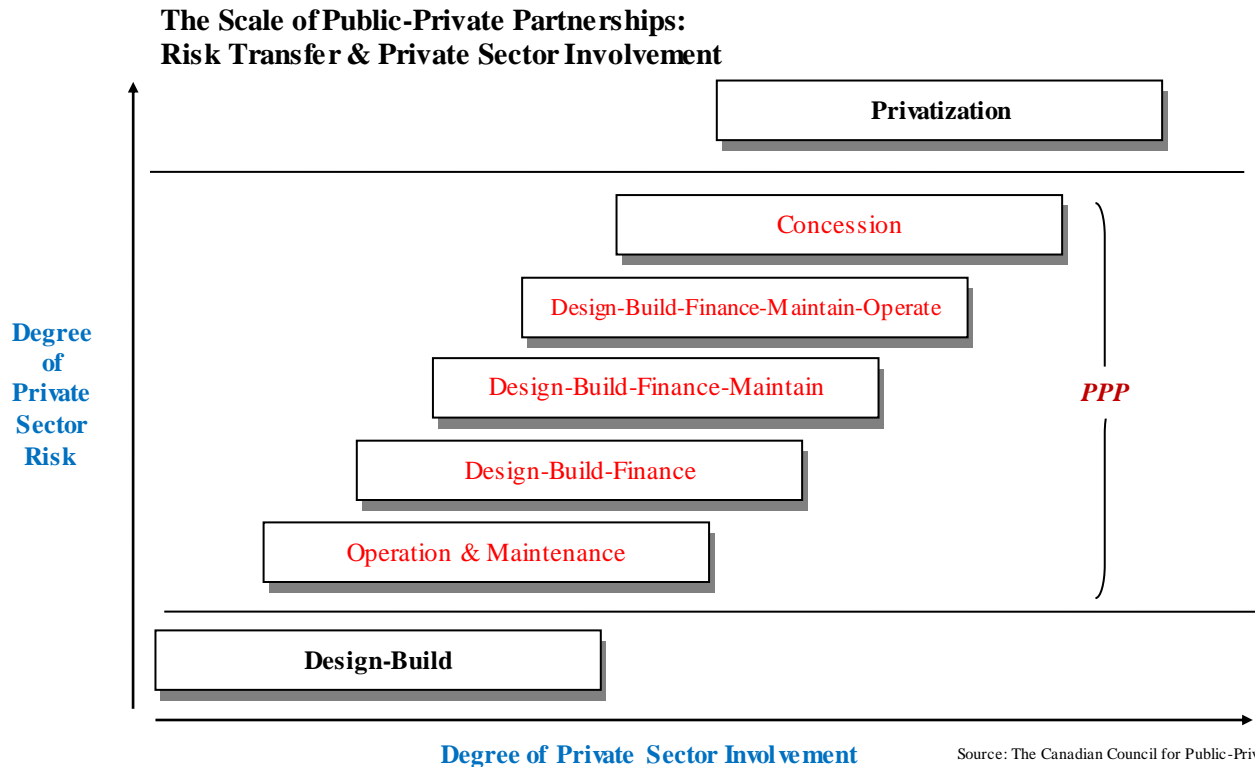 The Scale of Public-Private Partnerships:
Risk Transfer & Private Sector Involvement
Privatization
Concession
Design-Build-Finance-Maintain-Operate
Degree
of
Private
Sector
Risk
Design-Build-Finance-Maintain
PPP
Design-Build-Finance
Operation & Maintenance
Design-Build
Degree of Private Sector Involvement
Source: The Canadian Council for Public-Priv